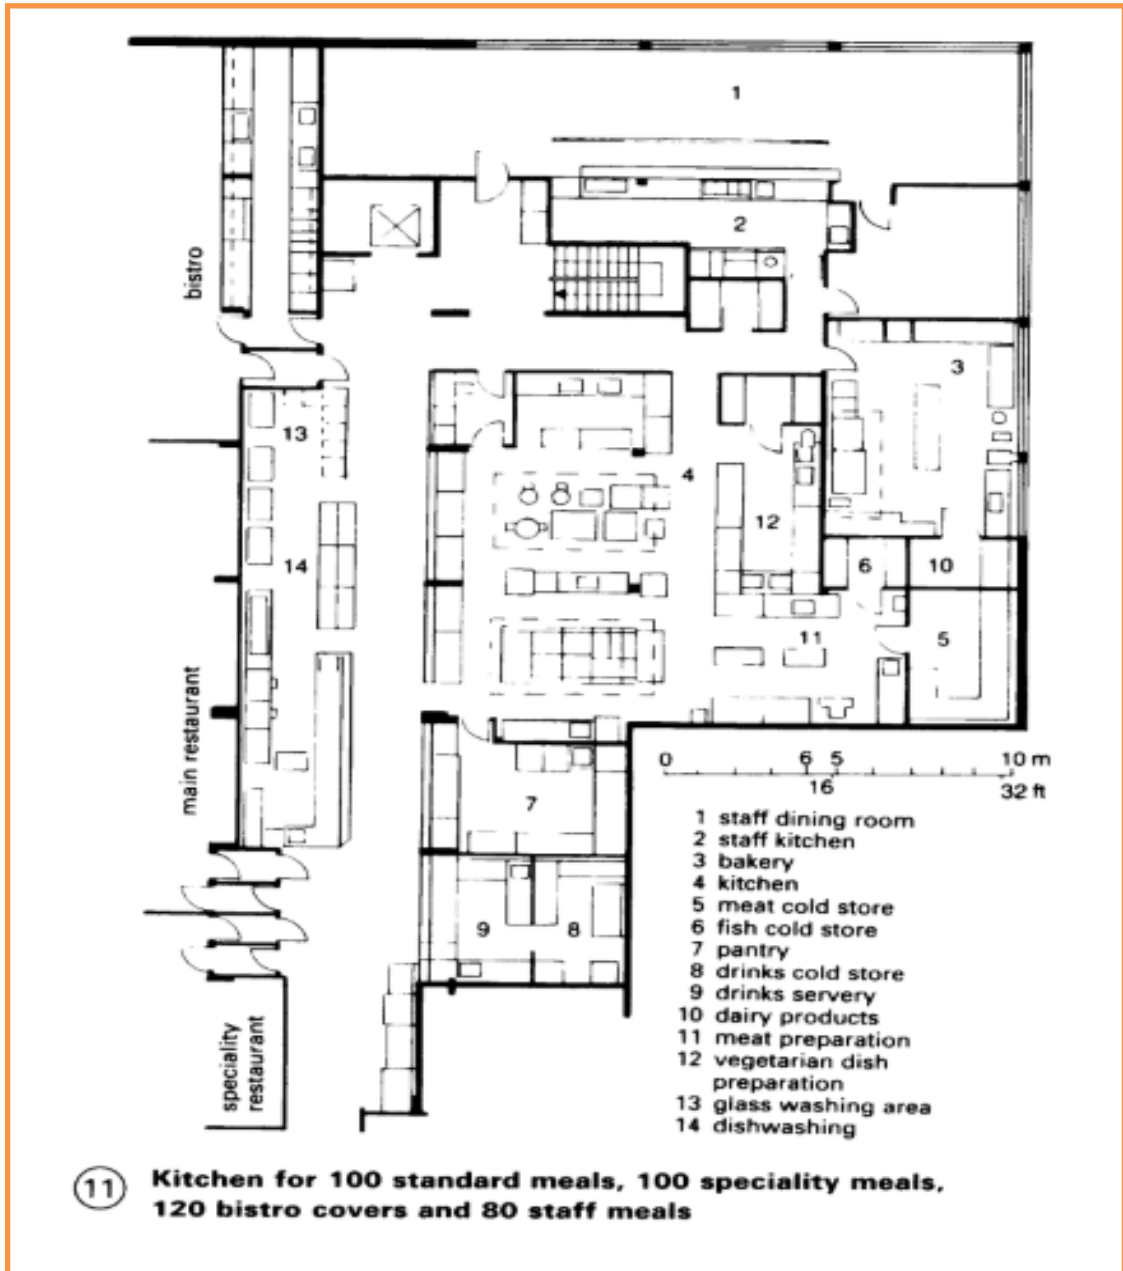 1
2
bistro
3
13
4
12
14
6
10
11
5
main restaurant
0 6 5 10 m
16 32 ft
7
9
8
speciality
restaurant
1 staff dining room
2 staff kitchen
3 bakery
4 kitchen
5 meat cold store
6 fish cold store
7 pantry
8 drinks cold store
9 drinks servery
10 dairy products
11 meat preparation
12 vegetarian dish
preparation
13 glass washing area
14 dishwashing
11 Kitchen for 100 standard meals, 100 speciality meals,
120 bistro covers and 80 staff meals